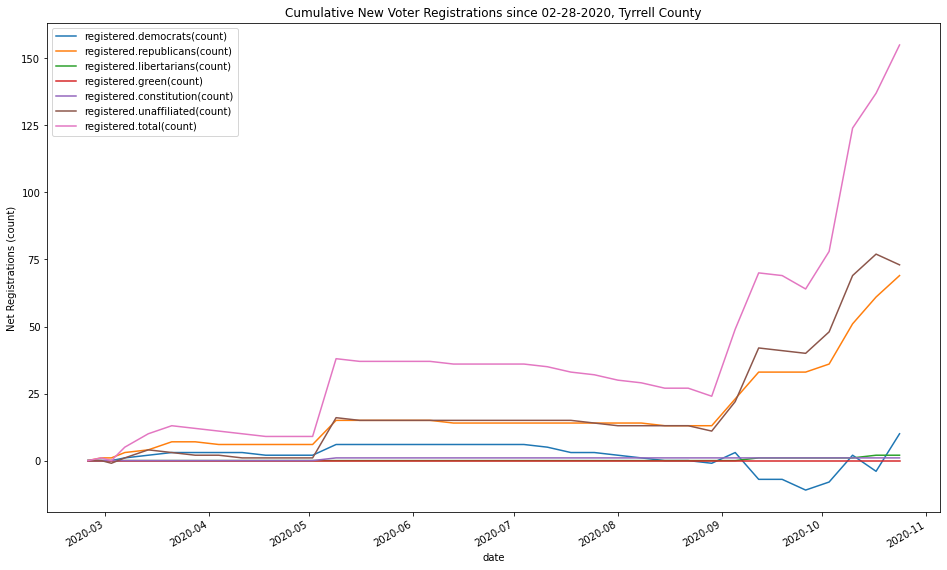 Cumulative New Voter Registrations since 02-28-2020, Tyrrell County
registered.democrats(count)
registered.republicans(count)
registered.libertarians(count)
registered.green(count)
registered.constitution(count)
registered.unaffiliated(count)
registered.total(count)
150
125
100
75
50
25
0
Net Registrations (count)
2020-03
2020-04
2020-05
2020-06
2020-07
2020-08
2020-09
2020-10
2020-11
date